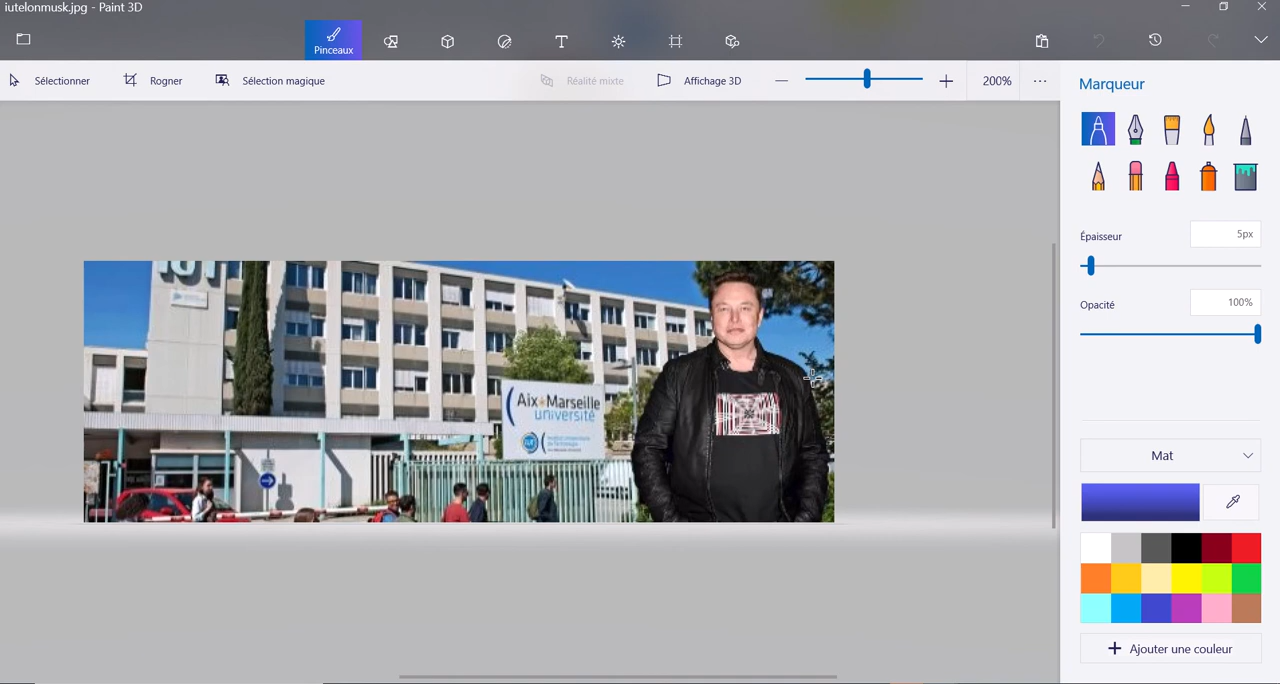 iutelonmusk.jpg - Paint 3D
Pinceaux
Sélectionner
Rogner
Sélection magique
Réalité mixte
Affichage 3D
200%
Marqueur
Épaisseur
5px
Opacité
100%
Mat
Ajouter une couleur
IUT
Aix*Marseille
université